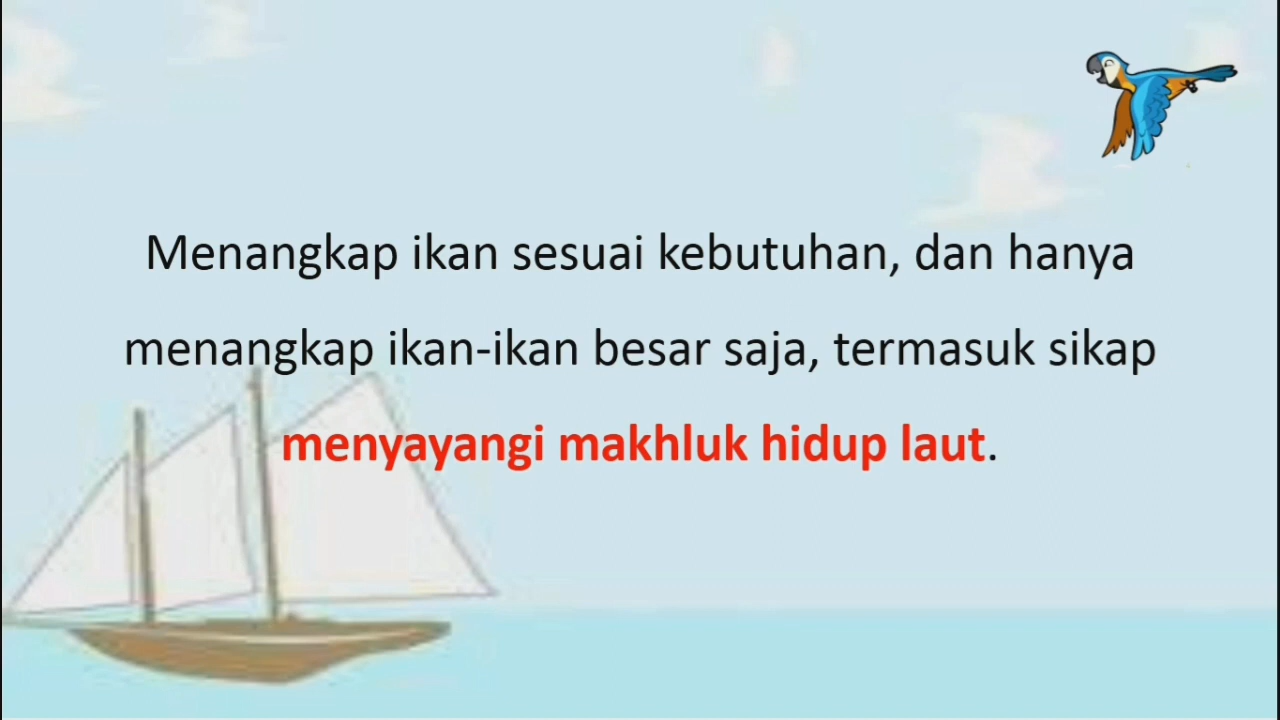 Menangkap ikan sesuai kebutuhan, dan hanya
menangkap ikan-ikan besar saja, termasuk sikap
menyayangi makhluk hidup laut.